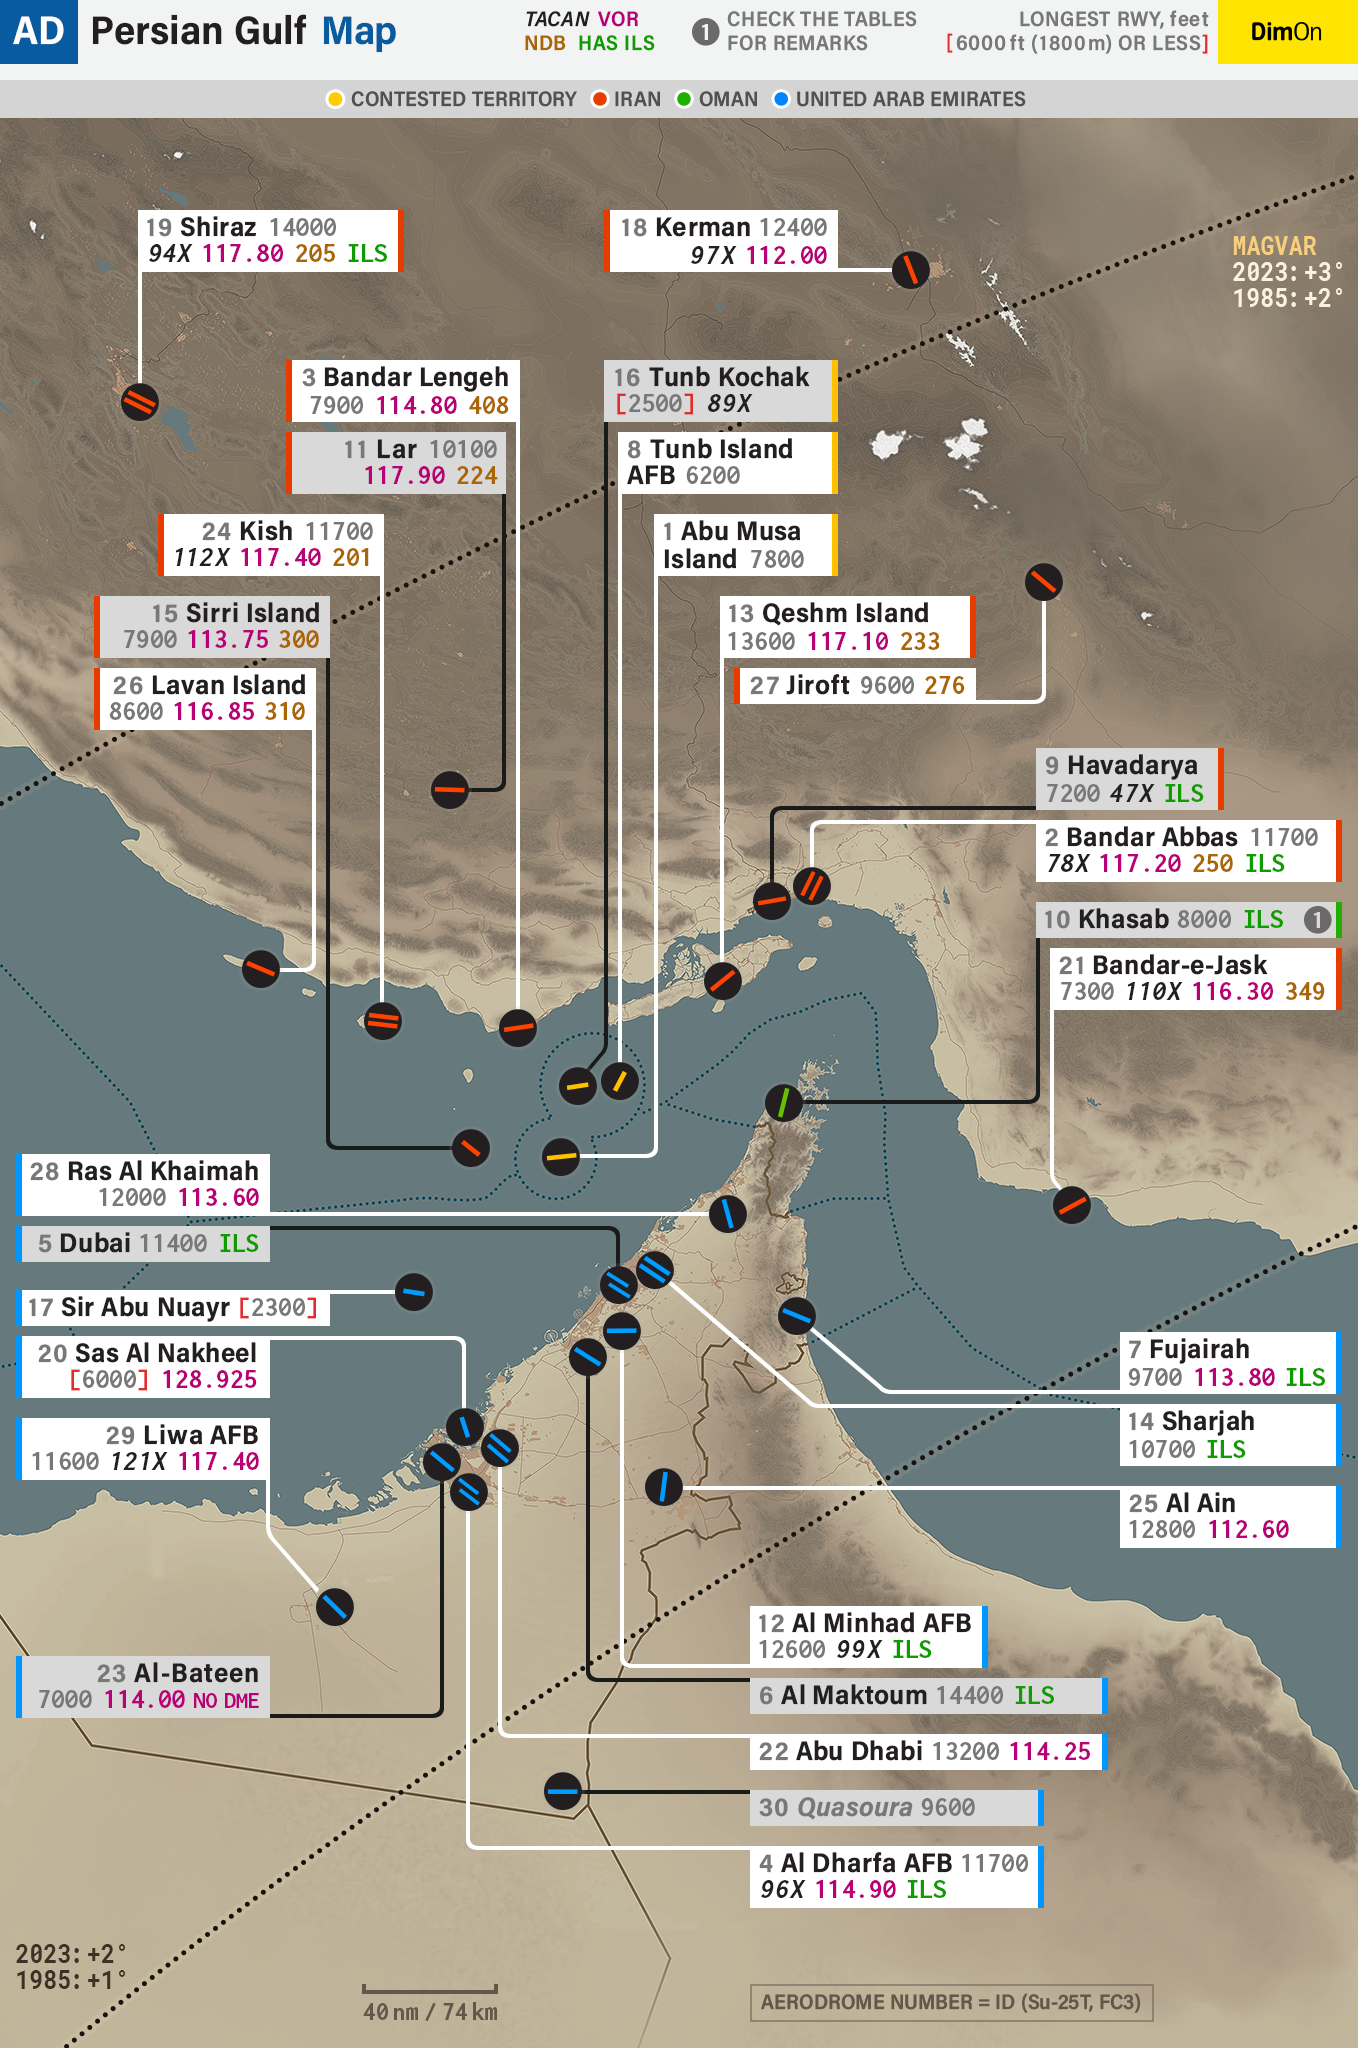 AD Persian Gulf Map
TACAN VOR
NDB HAS ILS
1 CHECK THE TABLES
FOR REMARKS
LONGEST RWY, feet
[6000 ft (1800 m) OR LESS]
DimOn
CONTESTED TERRITORY IRAN OMAN UNITED ARAB EMIRATES
19 Shiraz 14000
94X 117.80 205 ILS
18 Kerman 12400
97X 112.00
MAGVAR
2023: +3°
1985: +2°
3 Bandar Lengeh
7900 114.80 408
16 Tunb Kochak
[2500] 89X
11 Lar 10100
117.90 224
8 Tunb Island
AFB 6200
24 Kish 11700
112X 117.40 201
1 Abu Musa
Island 7800
15 Sirri Island
7900 113.75 300
13 Qeshm Island
13600 117.10 233
26 Lavan Island
8600 116.85 310
27 Jiroft 9600 276
9 Havadarya
7200 47X ILS
2 Bandar Abbas 11700
78X 117.20 250 ILS
10 Khasab 8000 ILS 1
21 Bandar-e-Jask
7300 110X 116.30 349
28 Ras Al Khaimah
12000 113.60
5 Dubai 11400 ILS
17 Sir Abu Nuayr [2300]
20 Sas Al Nakheel
[6000] 128.925
7 Fujairah
9700 113.80 ILS
29 Liwa AFB
11600 121X 117.40
14 Sharjah
10700 ILS
25 Al Ain
12800 112.60
12 Al Minhad AFB
12600 99X ILS
23 Al-Bateen
7000 114.00 NO DME
6 Al Maktoum 14400 ILS
22 Abu Dhabi 13200 114.25
30 Quasoura 9600
4 Al Dharfa AFB 11700
96X 114.90 ILS
2023: +2°
1985: +1°
40 nm / 74 km
AERODROME NUMBER = ID (Su-25T, FC3)